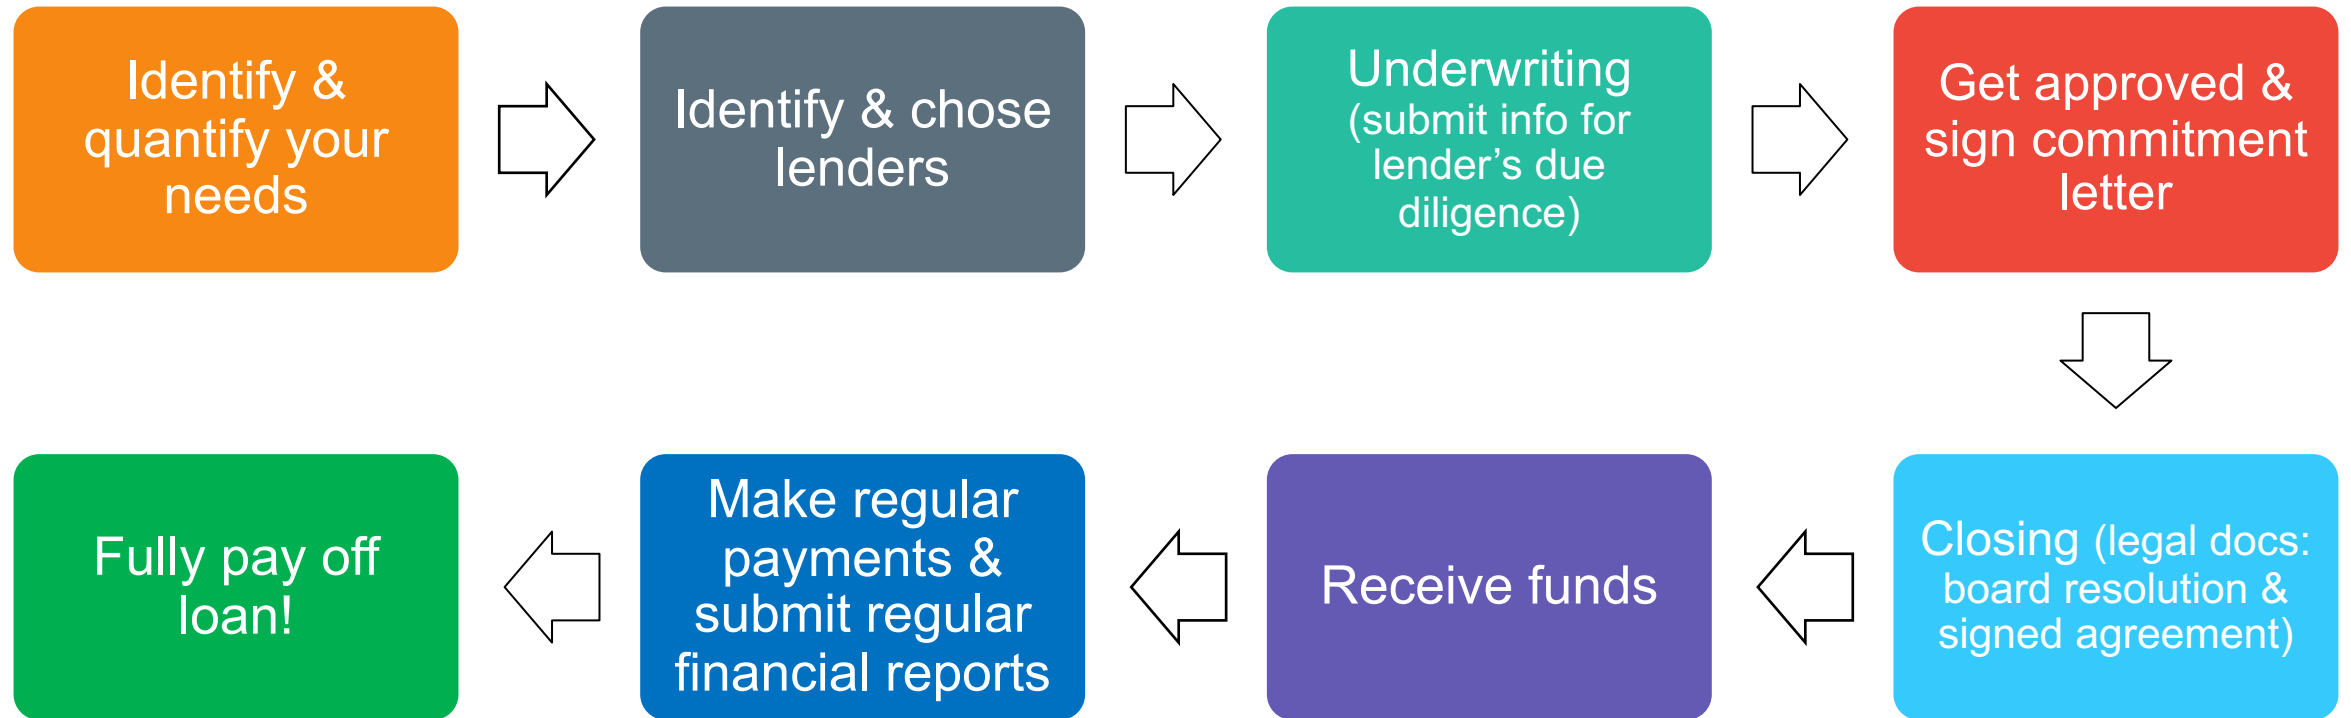 Identify &
quantify your
needs
Identify & chose
lenders
Underwriting
(submit info for
lender’s due
diligence)
Get approved &
sign commitment
letter
Closing (legal docs:
board resolution &
signed agreement)
Receive funds
Make regular
payments &
submit regular
financial reports
Fully pay off
loan!